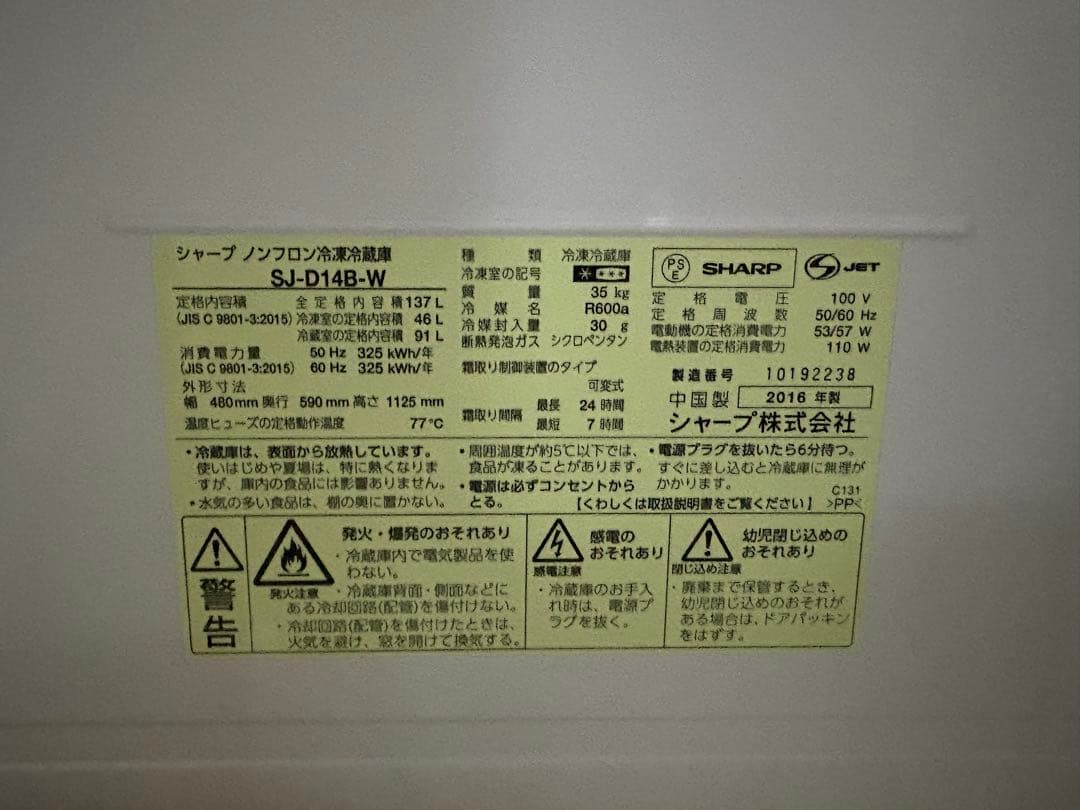 シャープ ノンフロン冷凍冷蔵庫
SJ-D14B-W
定格内容積 全定格内容積 137 L
(JIS C 9801-3:2015) 冷凍室の定格内容積 46 L
冷蔵室の定格内容積 91 L
消費電力量 50 Hz 325 kWh/年
(JIS C 9801-3:2015) 60 Hz 325 kWh/年
外形寸法
幅 480mm 奥行 590mm 高さ 1125 mm
温度ヒューズの定格動作温度 77℃
種類 冷凍冷蔵庫
冷凍室の記号
質量 35 kg
冷媒名 R600a
冷媒封入量 30 g
断熱発泡ガス シクロペンタン
霜取り制御装置のタイプ
可変式
霜取り間隔 最長 24 時間
最短 7 時間
PSE SHARP JET
定格電圧 100 V
定格周波数 50/60 Hz
電動機の定格消費電力 53/57 W
電熱装置の定格消費電力 110 W
製造番号 10192238
中国製 2016 年製
シャープ株式会社
・冷蔵庫は、表面から放熱しています。
使いはじめや夏場は、特に熱くなりま
すが、庫内の食品には影響ありません。
・水気の多い食品は、棚の奥に置かない。
・周囲温度が約5℃以下では、
食品が凍ることがあります。
・電源は必ずコンセントから
とる。
・電源プラグを抜いたら6分待つ。
すぐに差し込むと冷蔵庫に無理が
かかります。
C131
【くわしくは取扱説明書をご覧ください】 >PP<
警告
発火・爆発のおそれあり
発火注意
・冷蔵庫内で電気製品を使
わない。
・冷蔵庫背面・側面などに
ある冷却回路(配管)を傷付けない。
・冷却回路(配管)を傷付けたときは、
火気を避け、窓を開けて換気する。
感電の
おそれあり
感電注意
・冷蔵庫のお手入
れ時は、電源プ
ラグを抜く。
幼児閉じ込めの
おそれあり
閉じ込め注意
・廃棄まで保管するとき、
幼児閉じ込めのおそれが
ある場合は、ドアパッキン
をはずす。